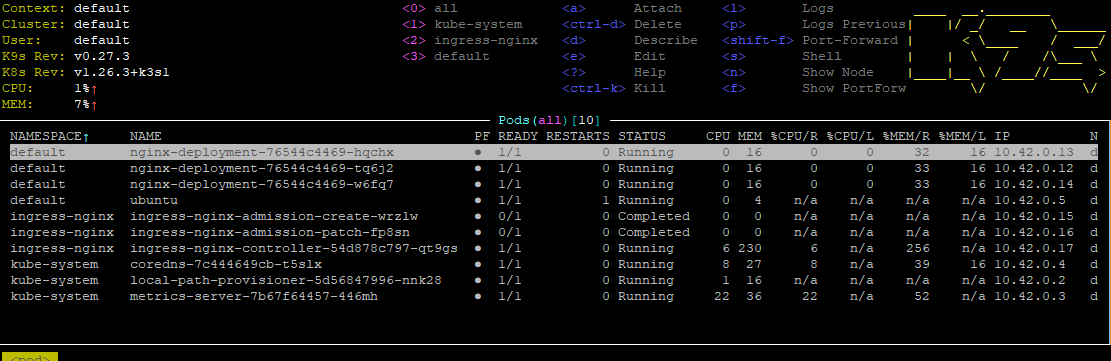 Context: default <0> all <a> Attach <l> Logs
Cluster: default <1> kube-system <ctrl-d> Delete <p> Logs Previous
User: default <2> ingress-nginx <d> Describe <shift-f> Port-Forward
K9s Rev: v0.27.3 <3> default <e> Edit <s> Shell
K8s Rev: v1.26.3+k3s1 <?> Help <n> Show Node
CPU: 1%↑ <ctrl-k> Kill <f> Show PortForw
MEM: 7%↑
Pods(all)[10]
NAMESPACE↑ NAME PF READY RESTARTS STATUS CPU MEM %CPU/R %CPU/L %MEM/R %MEM/L IP N
default nginx-deployment-76544c4469-hqchx ● 1/1 0 Running 0 16 0 0 32 16 10.42.0.13 d
default nginx-deployment-76544c4469-tq6j2 ● 1/1 0 Running 0 16 0 0 33 16 10.42.0.12 d
default nginx-deployment-76544c4469-w6fq7 ● 1/1 0 Running 0 16 0 0 33 16 10.42.0.14 d
default ubuntu ● 1/1 1 Running 0 4 n/a n/a n/a n/a 10.42.0.5 d
ingress-nginx ingress-nginx-admission-create-wrzlw ● 0/1 0 Completed 0 0 n/a n/a n/a n/a 10.42.0.15 d
ingress-nginx ingress-nginx-admission-patch-fp8sn ● 0/1 0 Completed 0 0 n/a n/a n/a n/a 10.42.0.16 d
ingress-nginx ingress-nginx-controller-54d878c797-qt9gs ● 1/1 0 Running 6 230 6 n/a 256 n/a 10.42.0.17 d
kube-system coredns-7c444649cb-t5slx ● 1/1 0 Running 8 27 8 n/a 39 16 10.42.0.4 d
kube-system local-path-provisioner-5d56847996-nnk28 ● 1/1 0 Running 1 16 n/a n/a n/a n/a 10.42.0.2 d
kube-system metrics-server-7b67f64457-446mh ● 1/1 0 Running 22 36 22 n/a 52 n/a 10.42.0.3 d
<pod>